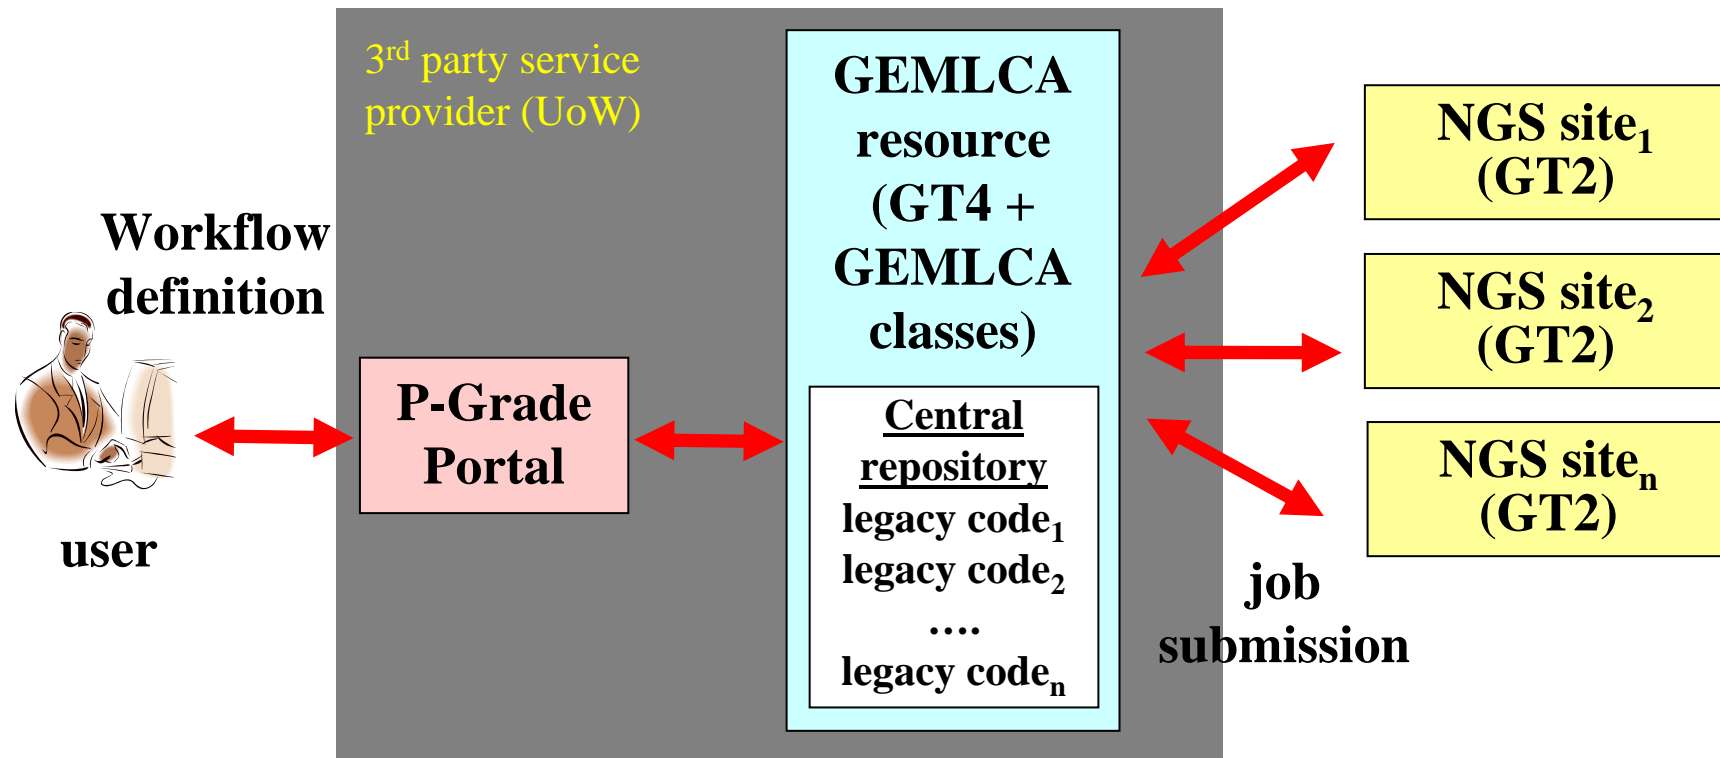 3rd party service
provider (UoW)
Workflow
definition
user
P-Grade
Portal
GEMLCA
resource
(GT4 +
GEMLCA
classes)
Central
repository
legacy code1
legacy code2
....
legacy coden
job
submission
NGS site1
(GT2)
NGS site2
(GT2)
NGS siten
(GT2)